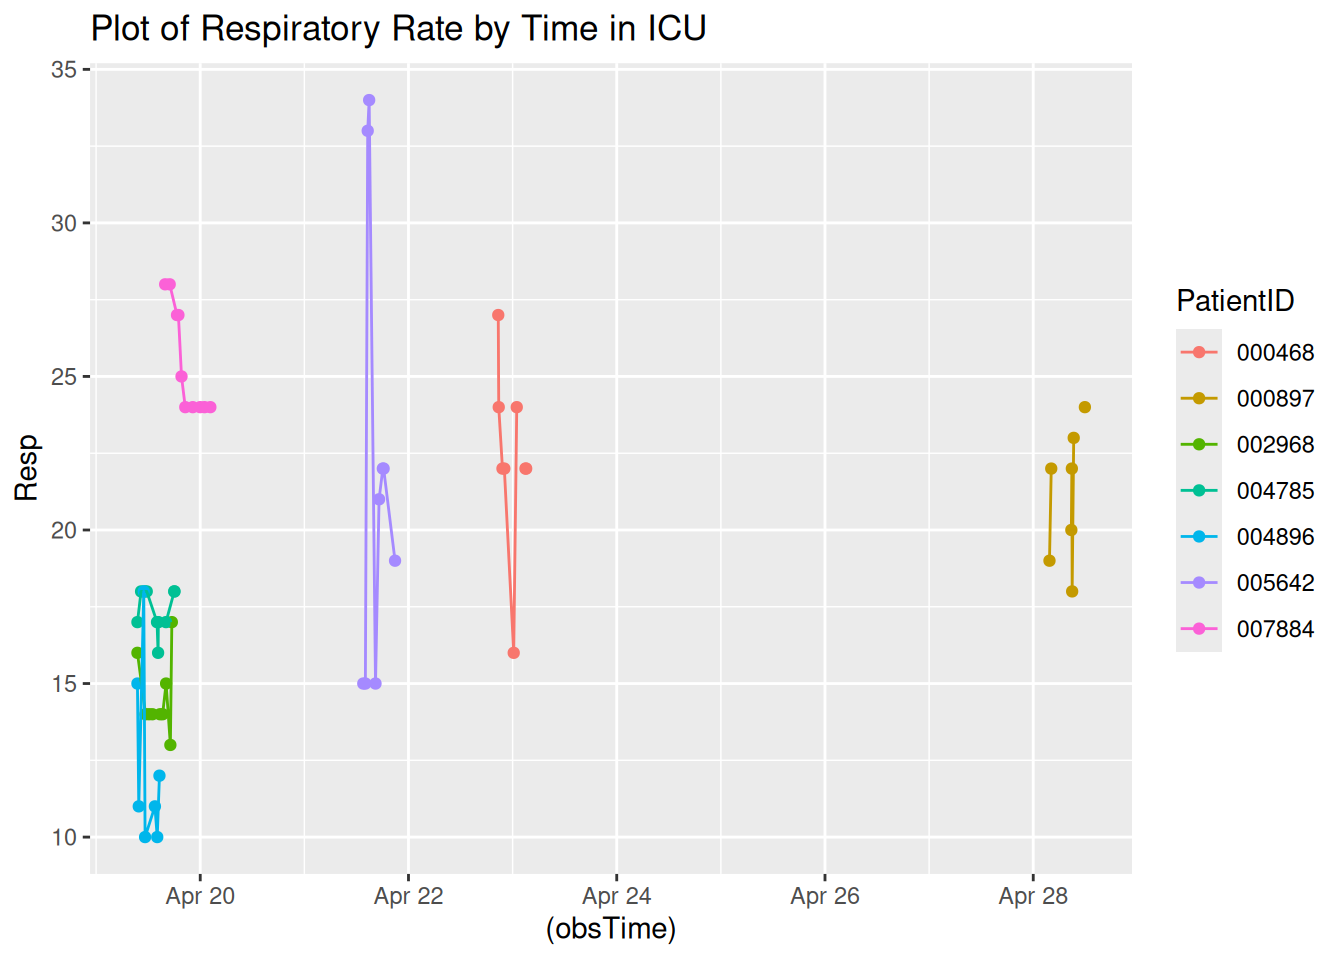 Plot of Respiratory Rate by Time in ICU
35
30
25
20
15
10
Resp
Apr 20
Apr 22
Apr 24
Apr 26
Apr 28
(obsTime)
PatientID
000468
000897
002968
004785
004896
005642
007884